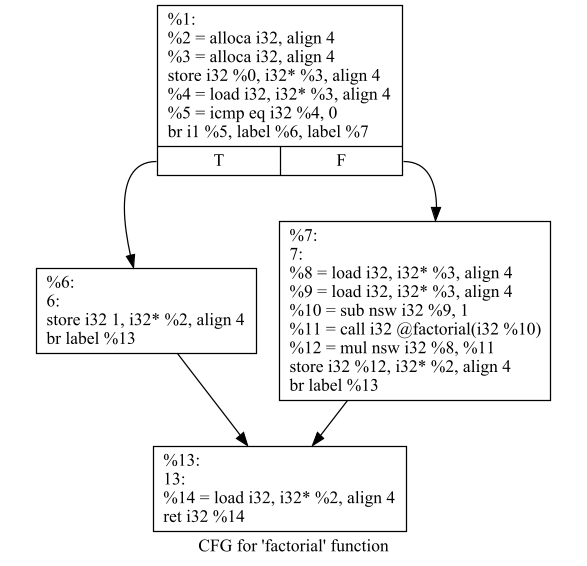 %1:
%2 = alloca i32, align 4
%3 = alloca i32, align 4
store i32 %0, i32* %3, align 4
%4 = load i32, i32* %3, align 4
%5 = icmp eq i32 %4, 0
br i1 %5, label %6, label %7
T
F
%6:
6:
store i32 1, i32* %2, align 4
br label %13
%7:
7:
%8 = load i32, i32* %3, align 4
%9 = load i32, i32* %3, align 4
%10 = sub nsw i32 %9, 1
%11 = call i32 @factorial(i32 %10)
%12 = mul nsw i32 %8, %11
store i32 %12, i32* %2, align 4
br label %13
%13:
13:
%14 = load i32, i32* %2, align 4
ret i32 %14
CFG for 'factorial' function